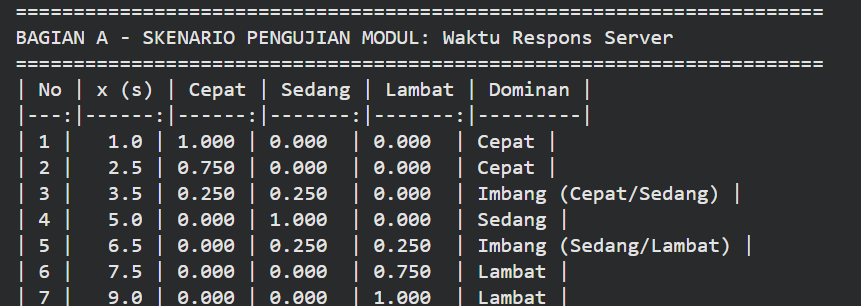 ======================================================================
BAGIAN A - SKENARIO PENGUJIAN MODUL: Waktu Respons Server
======================================================================
| No | x (s) | Cepat | Sedang | Lambat | Dominan |
|---:|------:|------:|-------:|-------:|---------|
| 1 |   1.0 | 1.000 | 0.000  | 0.000  | Cepat |
| 2 |   2.5 | 0.750 | 0.000  | 0.000  | Cepat |
| 3 |   3.5 | 0.250 | 0.250  | 0.000  | Imbang (Cepat/Sedang) |
| 4 |   5.0 | 0.000 | 1.000  | 0.000  | Sedang |
| 5 |   6.5 | 0.000 | 0.250  | 0.250  | Imbang (Sedang/Lambat) |
| 6 |   7.5 | 0.000 | 0.000  | 0.750  | Lambat |
| 7 |   9.0 | 0.000 | 0.000  | 1.000  | Lambat |